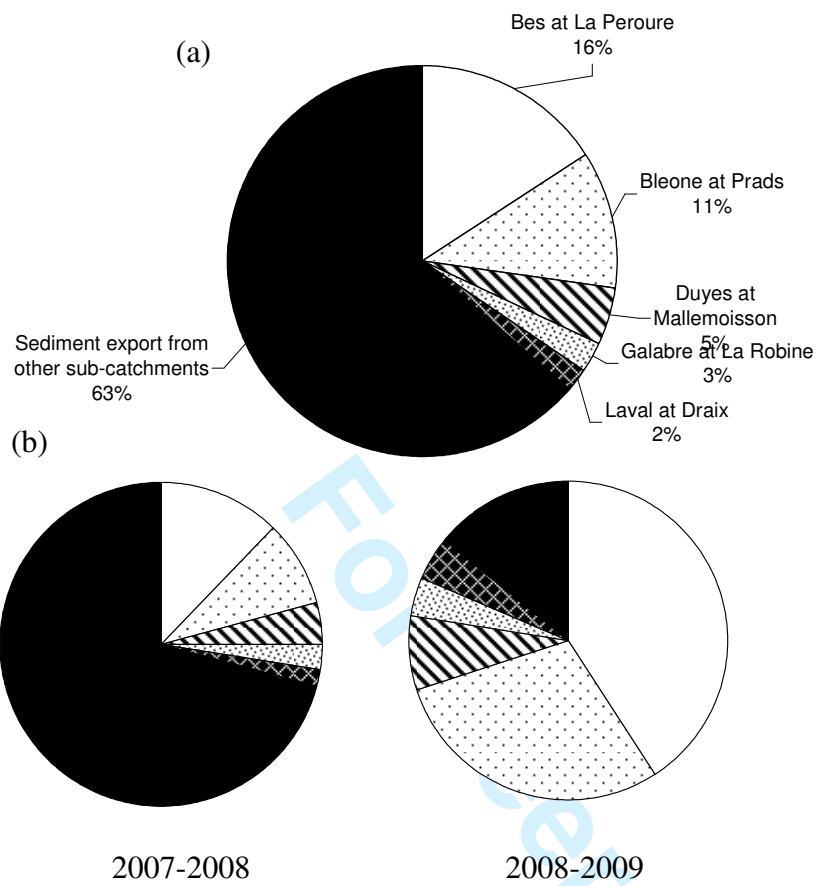 (a)
Bes at La Peroure
16%
Bleone at Prads
11%
Duyes at
Mallemoisson
5%
Galabre at La Robine
3%
Laval at Draix
2%
Sediment export from
other sub-catchments
63%
(b)
For
2007-2008
2008-2009